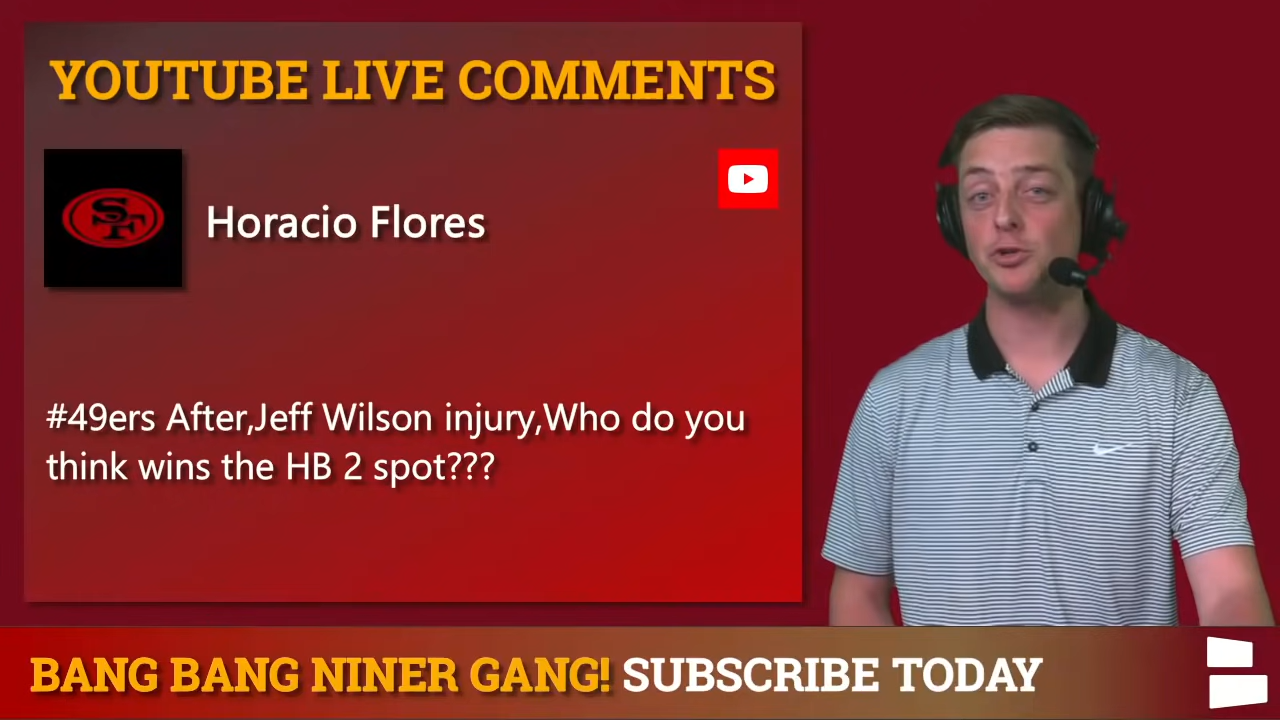 YOUTUBE LIVE COMMENTS
SF
Horacio Flores
#49ers After,Jeff Wilson injury,Who do you
think wins the HB 2 spot???
BANG BANG NINER GANG! SUBSCRIBE TODAY